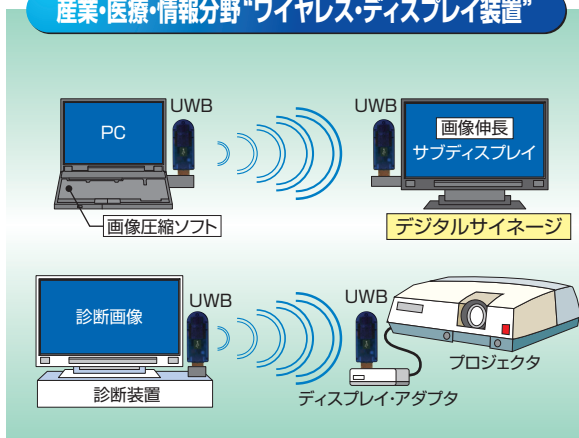 産業・医療・情報分野“ワイヤレス・ディスプレイ装置”
UWB
UWB
PC
画像伸長
サブディスプレイ
画像圧縮ソフト
デジタルサイネージ
UWB
UWB
診断画像
プロジェクタ
診断装置
ディスプレイ・アダプタ